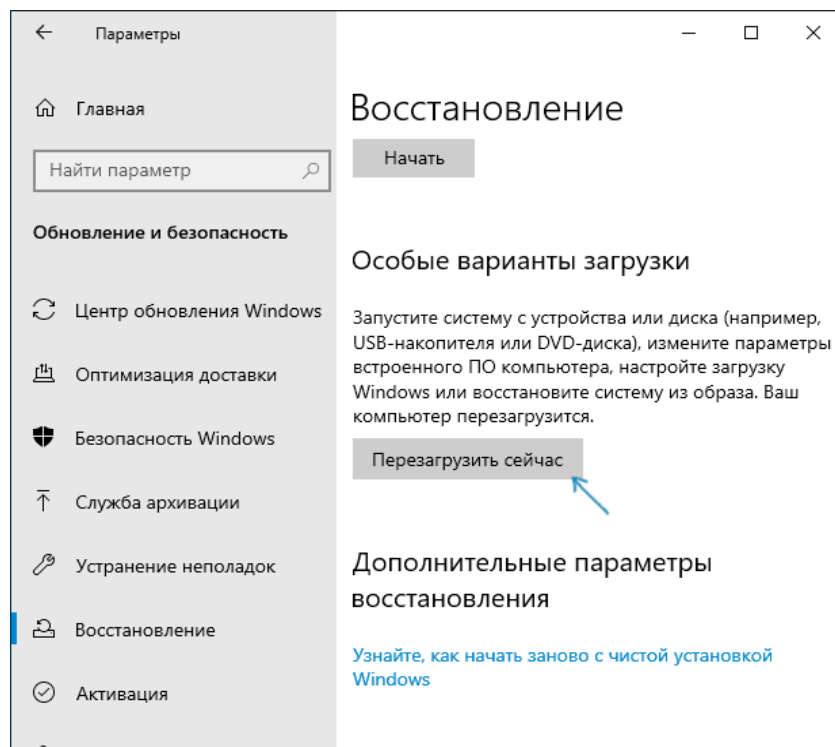 Параметры
Главная
Найти параметр
Обновление и безопасность
Центр обновления Windows
Оптимизация доставки
Безопасность Windows
Служба архивации
Устранение неполадок
Восстановление
Активация
Восстановление
Начать
Особые варианты загрузки
Запустите систему с устройства или диска (например,
USB-накопителя или DVD-диска), измените параметры
встроенного ПО компьютера, настройте загрузку
Windows или восстановите систему из образа. Ваш
компьютер перезагрузится.
Перезагрузить сейчас
Дополнительные параметры
восстановления
Узнайте, как начать заново с чистой установкой
Windows